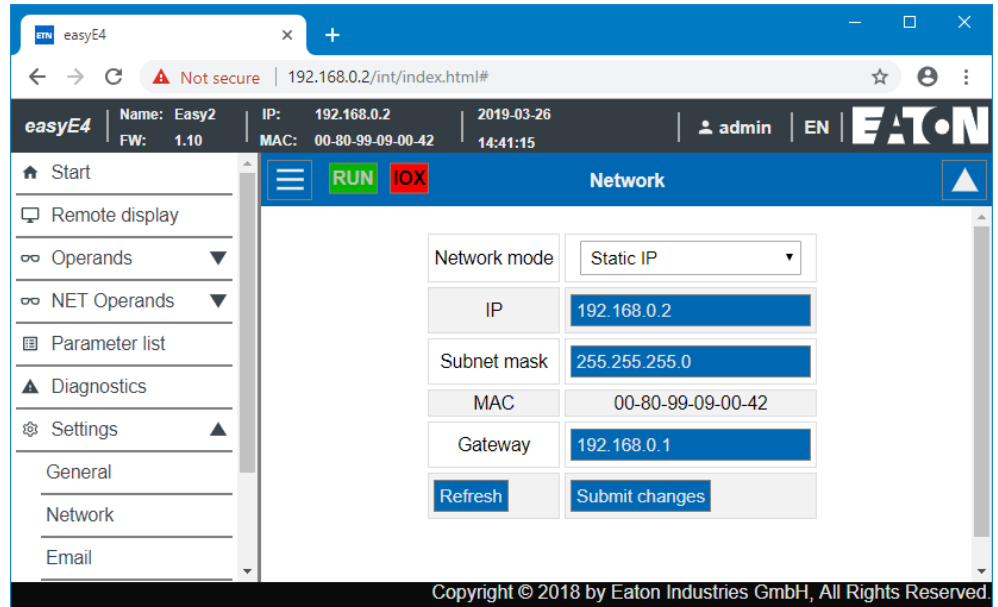 ETN easyE4
Not secure | 192.168.0.2/int/index.html#
easyE4
Name: Easy2
FW: 1.10
IP: 192.168.0.2
MAC: 00-80-99-09-00-42
2019-03-26
14:41:15
admin
EN
EATON
Start
Remote display
Operands
NET Operands
Parameter list
Diagnostics
Settings
General
Network
Email
RUN IOX Network
Network mode Static IP
IP 192.168.0.2
Subnet mask 255.255.255.0
MAC 00-80-99-09-00-42
Gateway 192.168.0.1
Refresh Submit changes
Copyright © 2018 by Eaton Industries GmbH, All Rights Reserved.